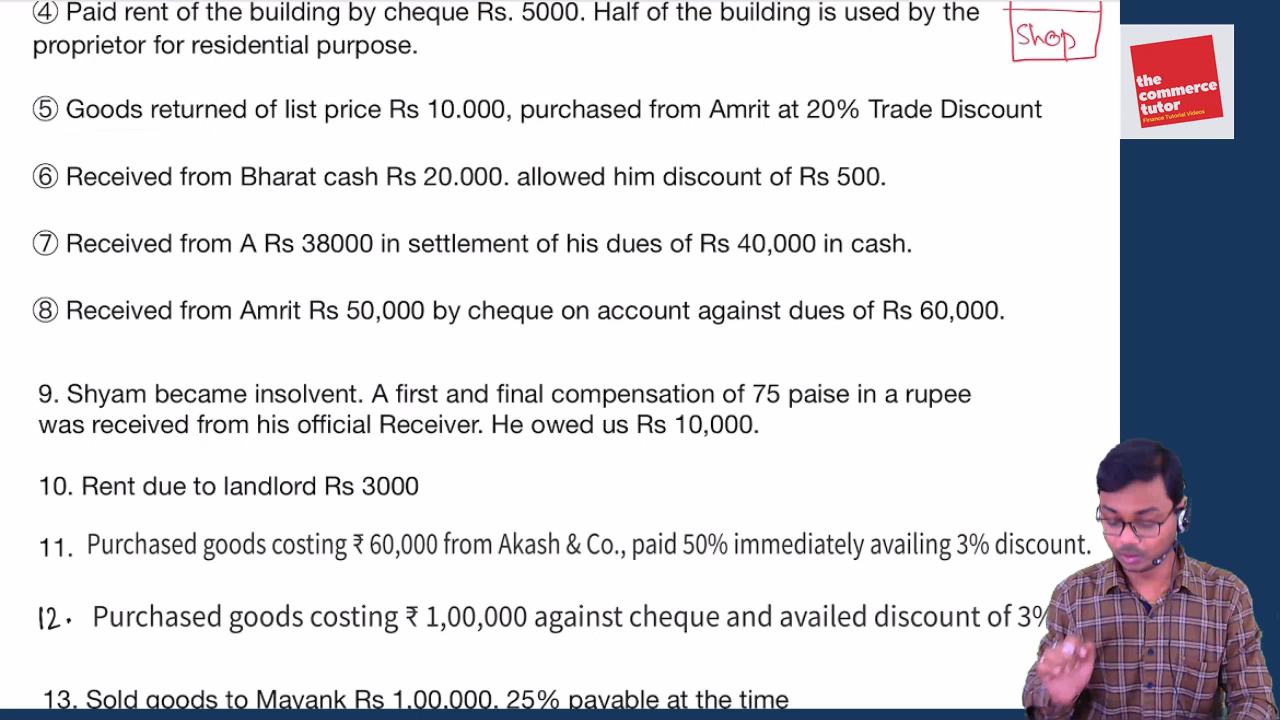 ④ Paid rent of the building by cheque Rs. 5000. Half of the building is used by the
proprietor for residential purpose.
Shop
the
commerce
tutor
Finance Tutorial Videos
⑤ Goods returned of list price Rs 10.000, purchased from Amrit at 20% Trade Discount
⑥ Received from Bharat cash Rs 20.000. allowed him discount of Rs 500.
⑦ Received from A Rs 38000 in settlement of his dues of Rs 40,000 in cash.
⑧ Received from Amrit Rs 50,000 by cheque on account against dues of Rs 60,000.
9. Shyam became insolvent. A first and final compensation of 75 paise in a rupee
was received from his official Receiver. He owed us Rs 10,000.
10. Rent due to landlord Rs 3000
11. Purchased goods costing ₹ 60,000 from Akash & Co., paid 50% immediately availing 3% discount.
12. Purchased goods costing ₹ 1,00,000 against cheque and availed discount of 3%
13. Sold goods to Mayank Rs 1,00,000. 25% payable at the time